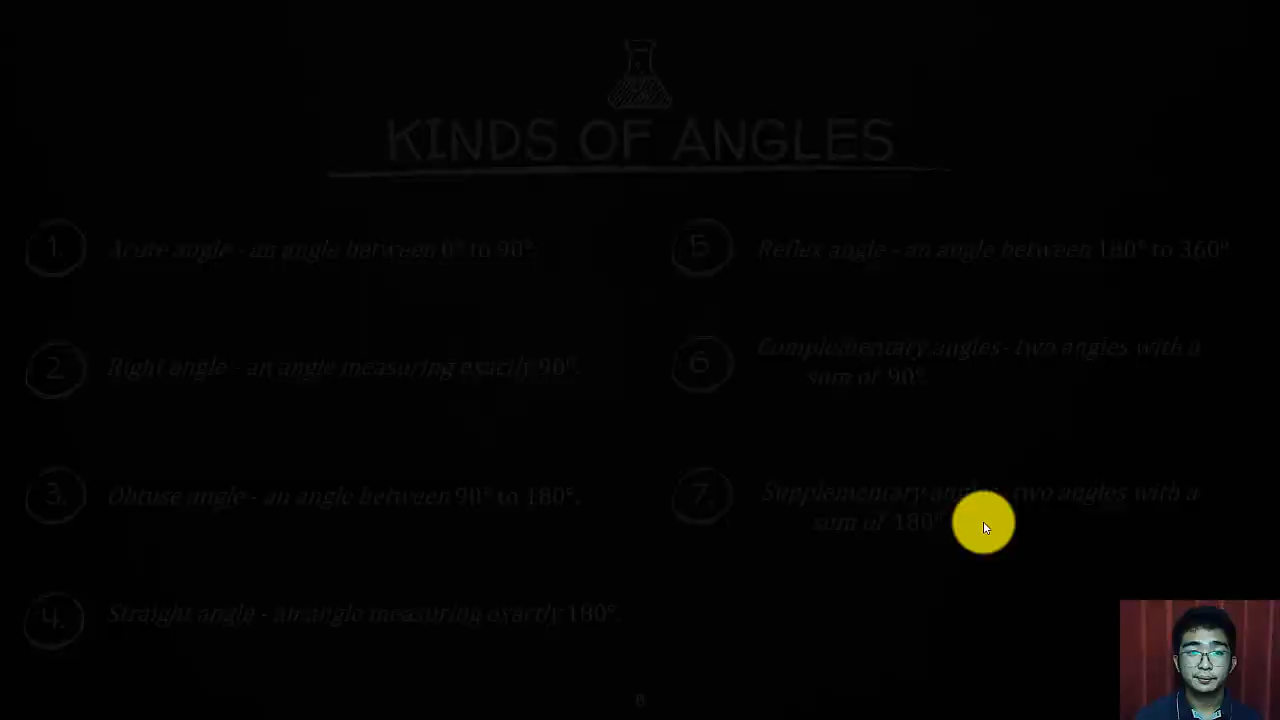 KINDS OF ANGLES
1. Acute angle - an angle between 0° to 90°.
2. Right angle - an angle measuring exactly 90°.
3. Obtuse angle - an angle between 90° to 180°.
4. Straight angle - an angle measuring exactly 180°.
5. Reflex angle - an angle between 180° to 360°
6. Complementary angles- two angles with a
sum of 90°.
7. Supplementary angles- two angles with a
sum of 180°
8